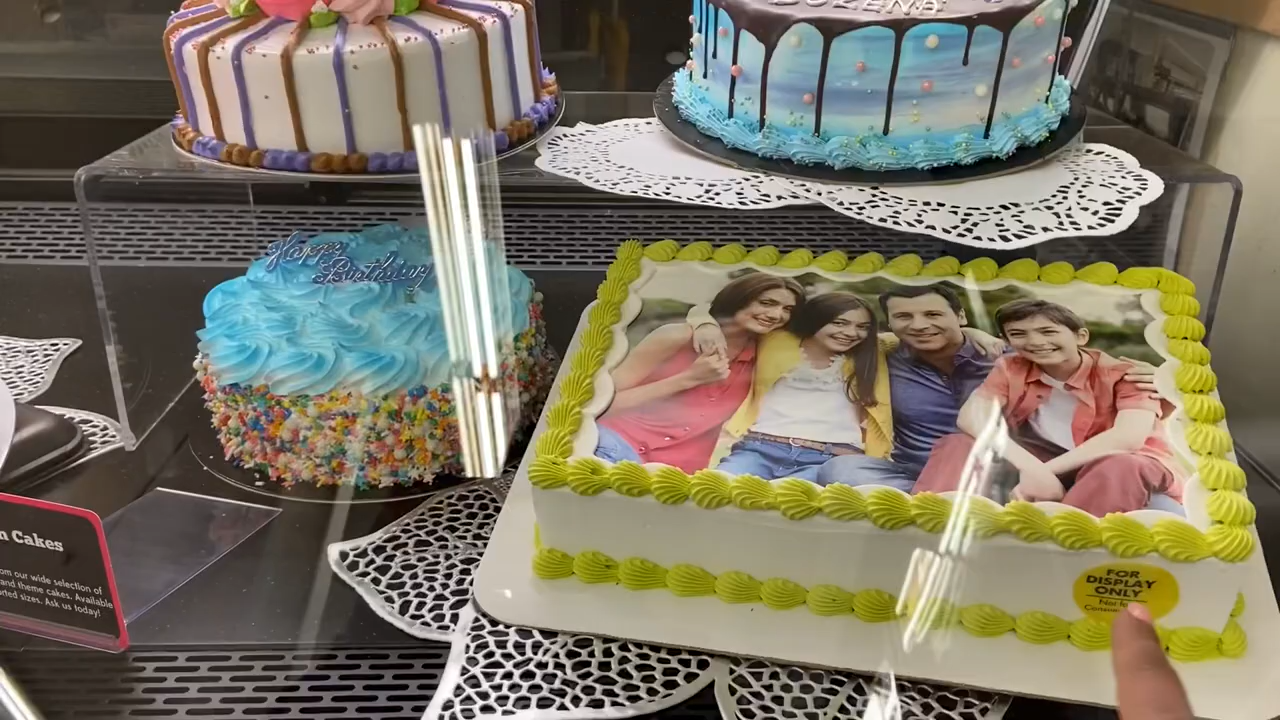 Happy
Birthday
n Cakes
om our wide selection of
and theme cakes. Available
rted sizes. Ask us today!
FOR
DISPLAY
ONLY